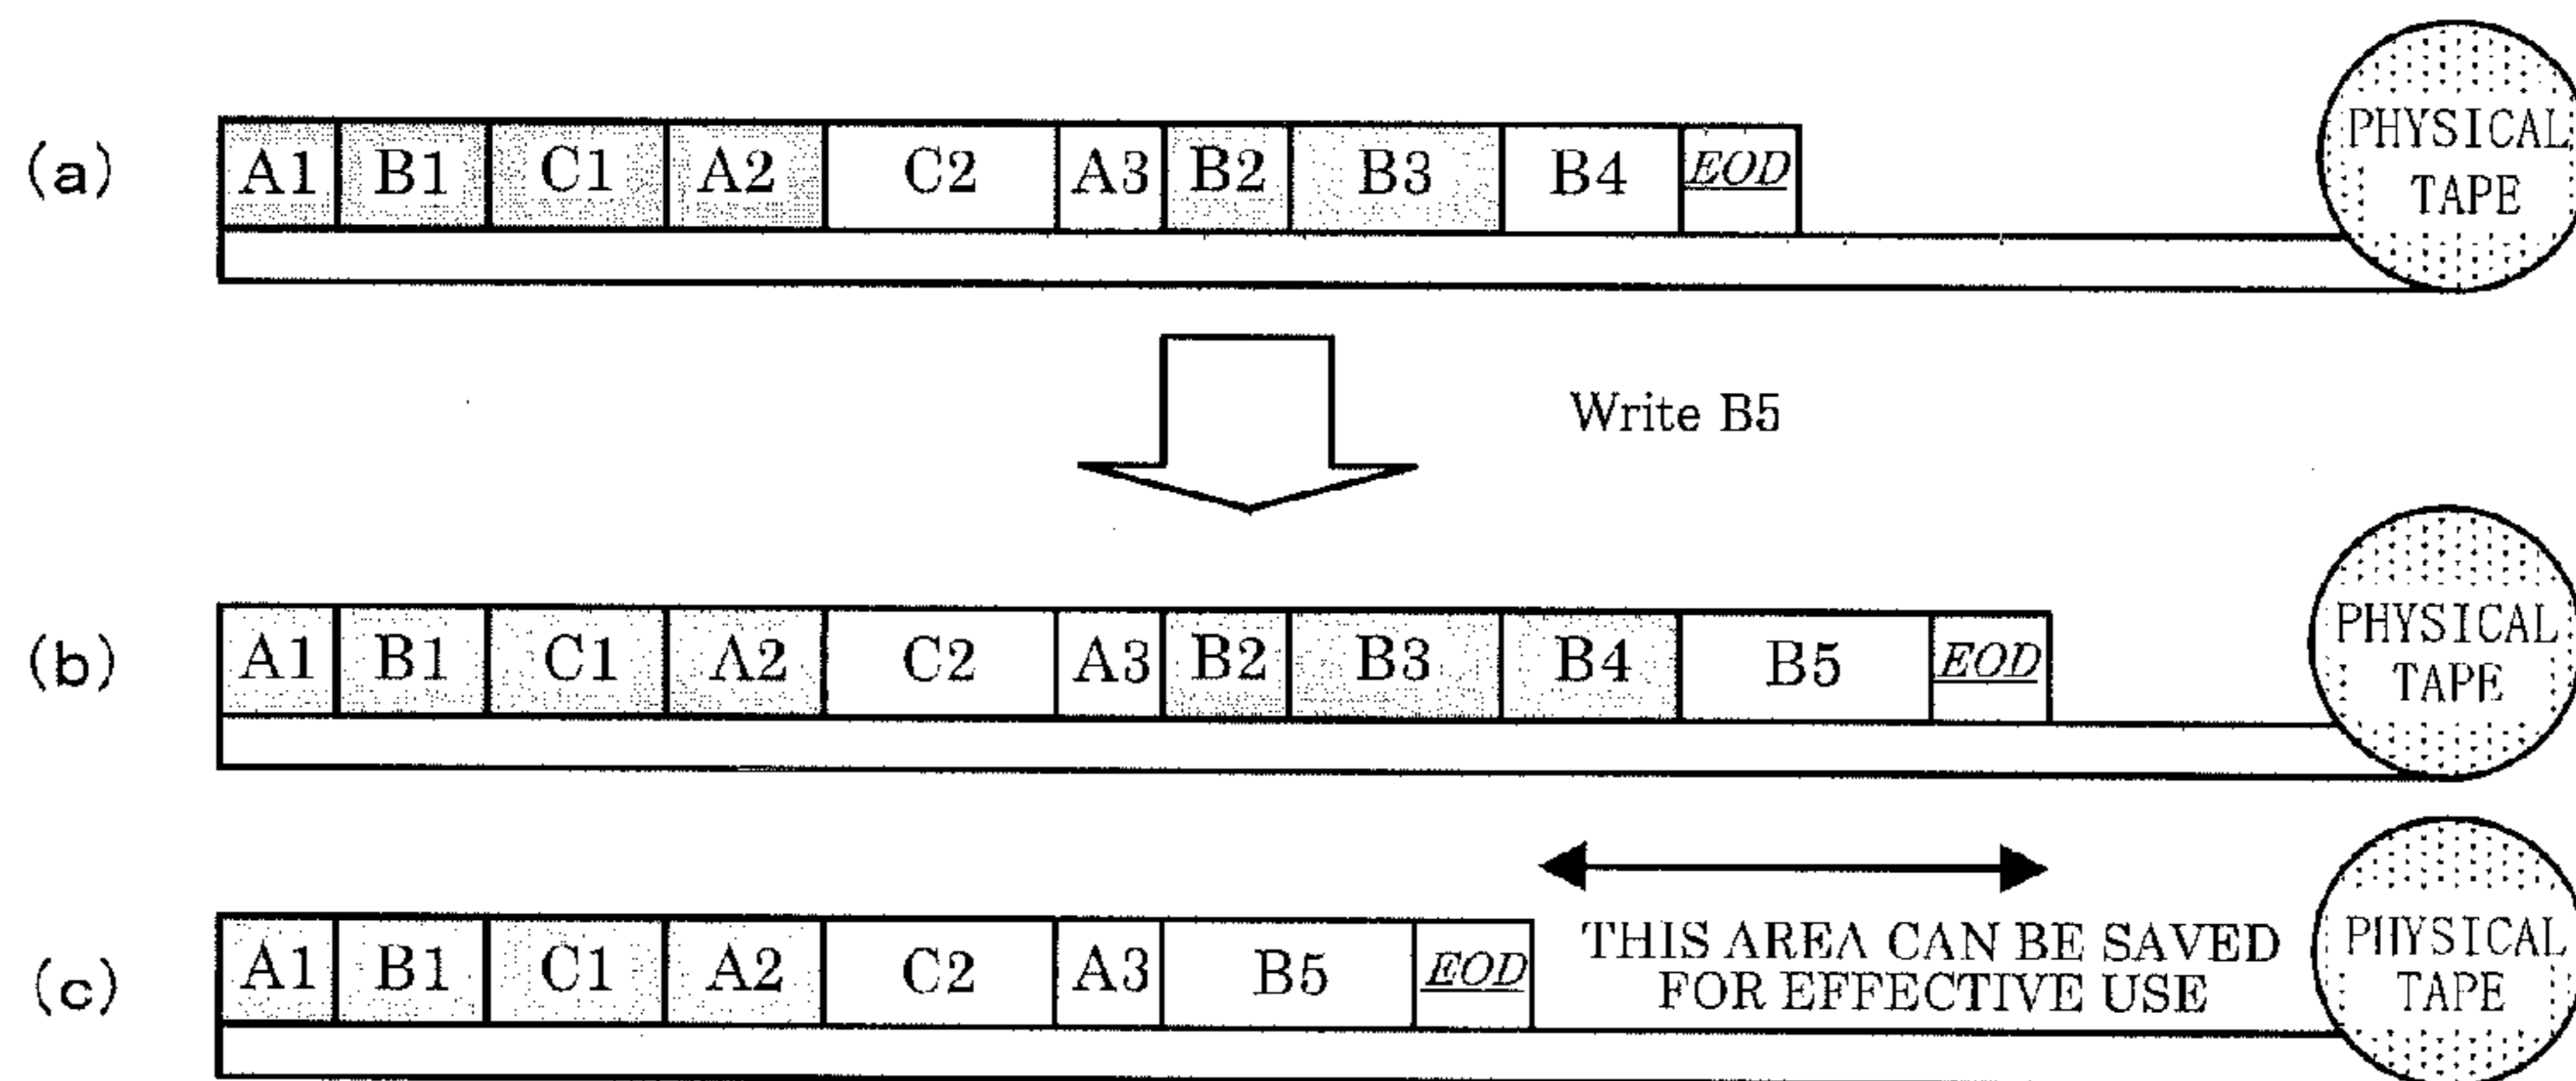 (a) A1 B1 C1 A2 C2 A3 B2 B3 B4 EOD
PHYSICAL
TAPE
Write B5
(b) A1 B1 C1 A2 C2 A3 B2 B3 B4 B5 EOD
PHYSICAL
TAPE
(c) A1 B1 C1 A2 C2 A3 B5 EOD
THIS AREA CAN BE SAVED
FOR EFFECTIVE USE
PHYSICAL
TAPE